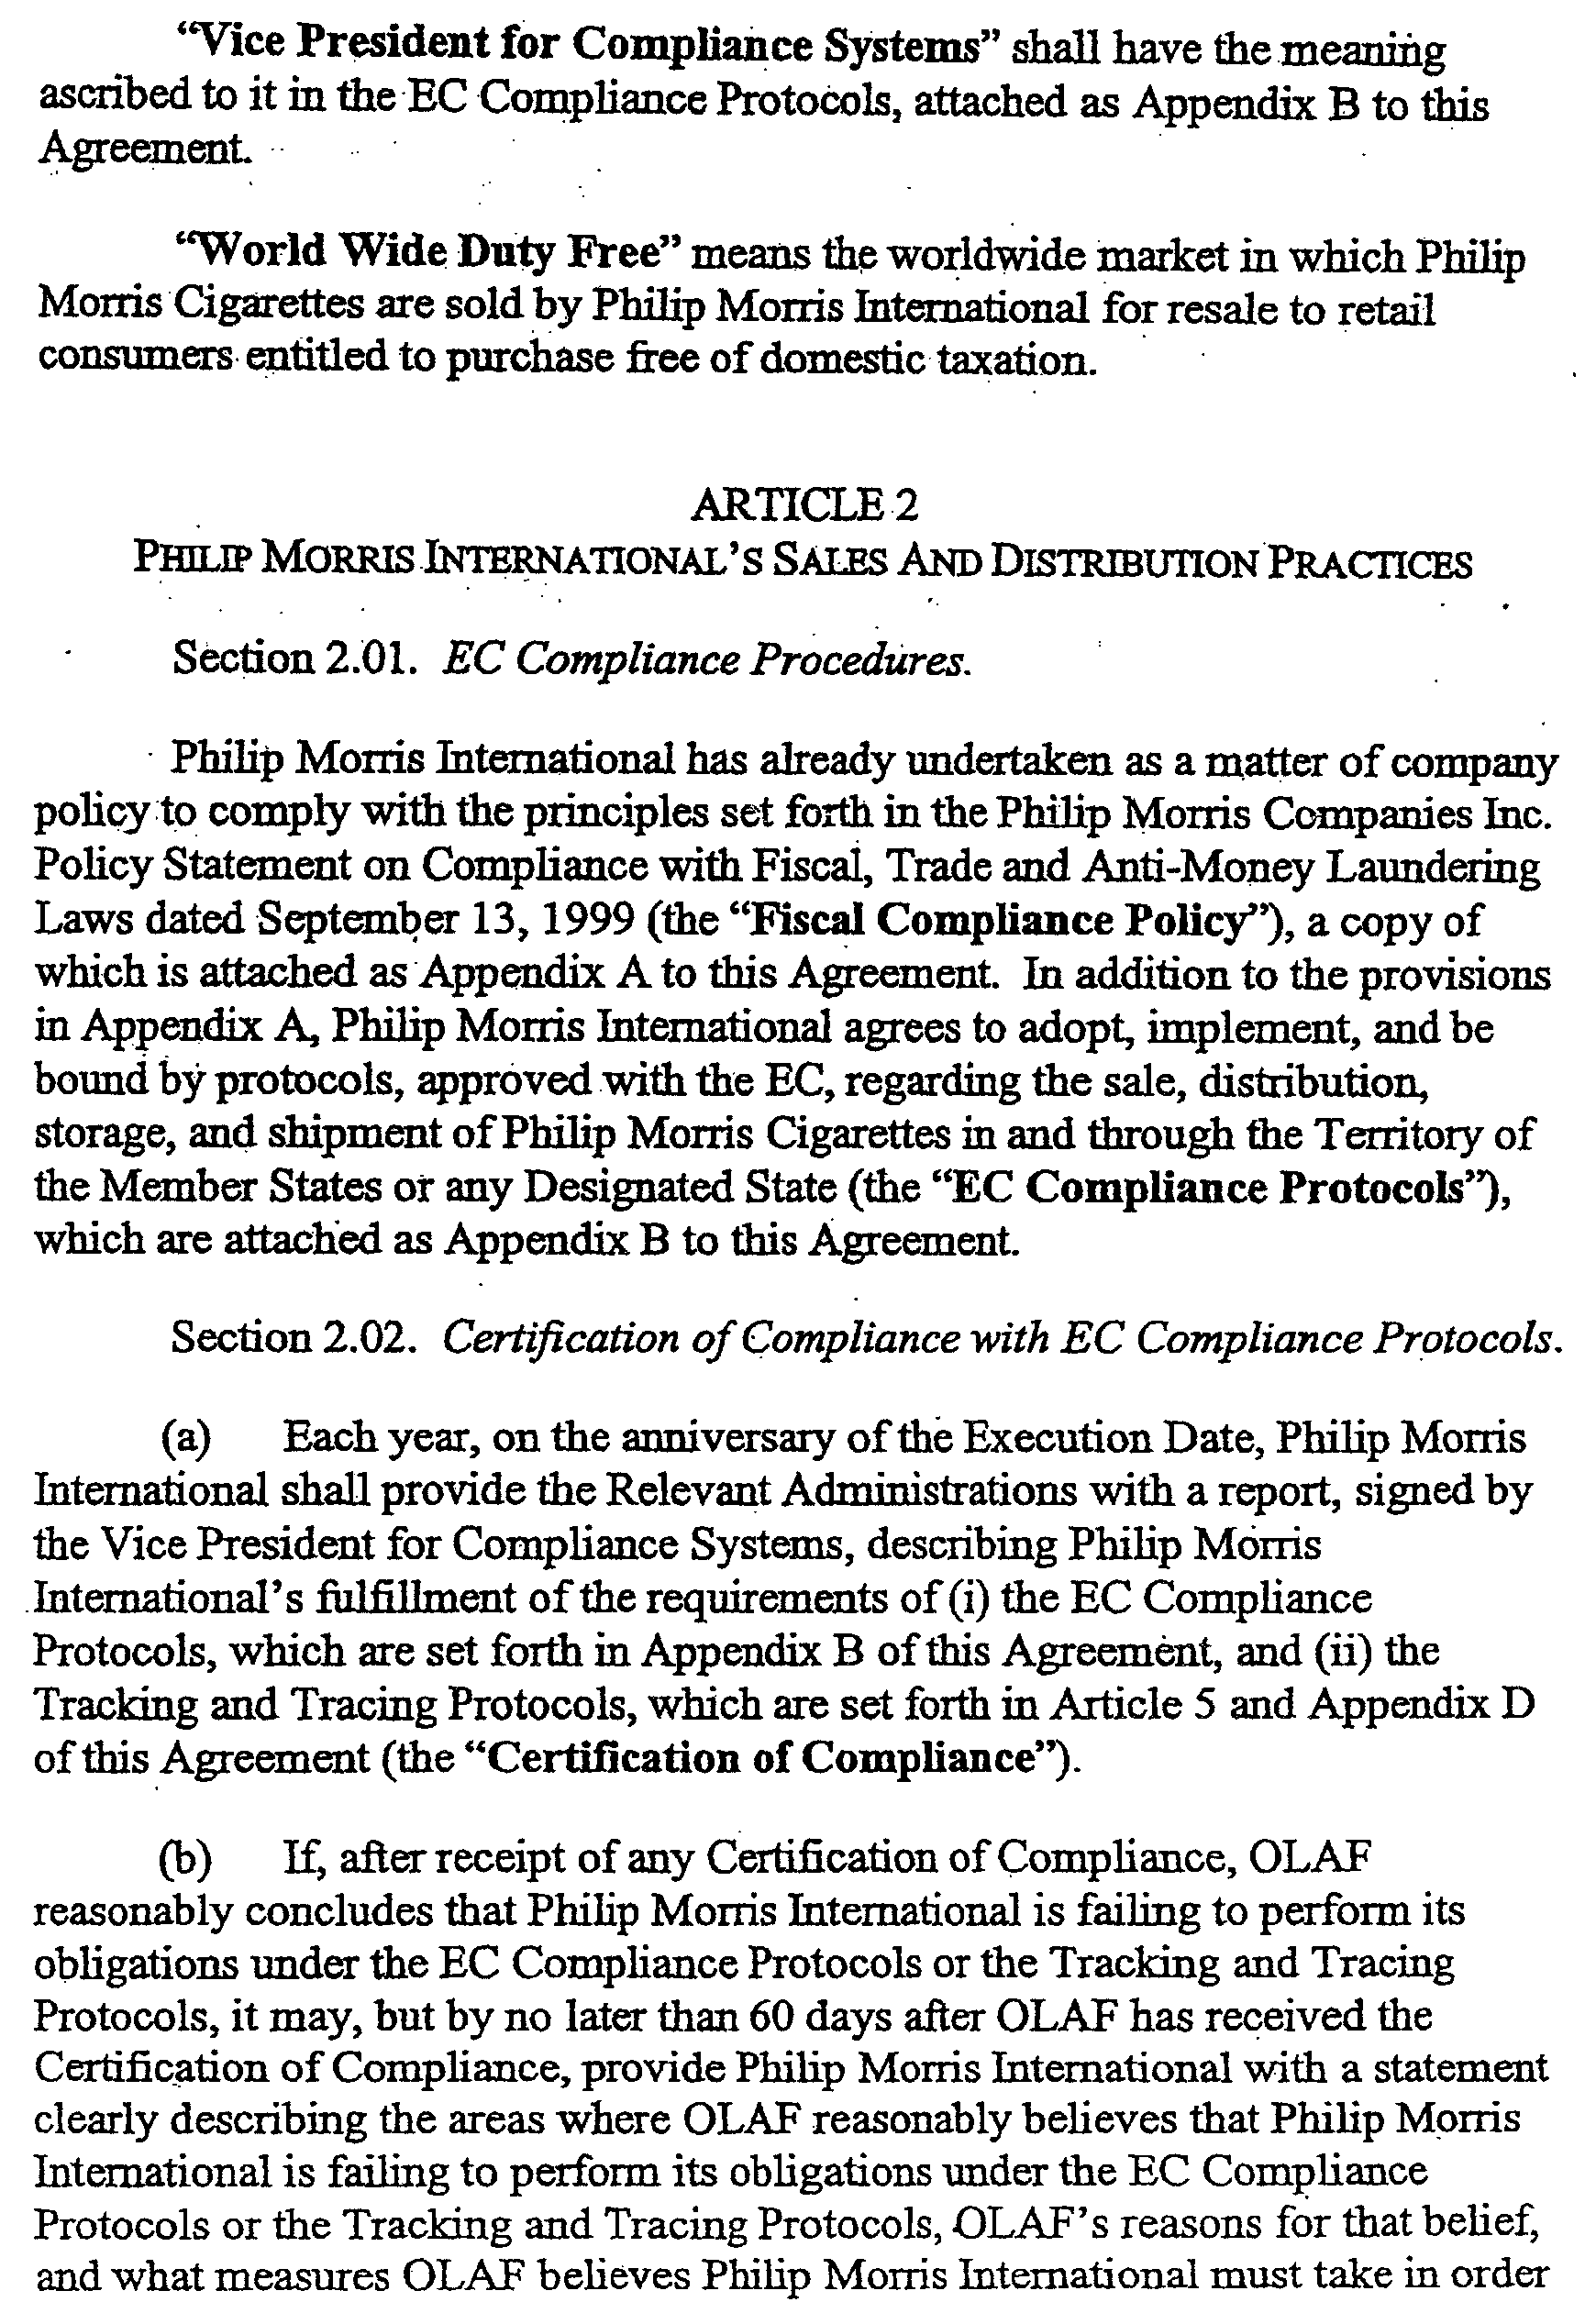 “Vice President for Compliance Systems” shall have the meaning
ascribed to it in the EC Compliance Protocols, attached as Appendix B to this
Agreement.
“World Wide Duty Free” means the worldwide market in which Philip
Morris Cigarettes are sold by Philip Morris International for resale to retail
consumers entitled to purchase free of domestic taxation.
ARTICLE 2
PHILIP MORRIS INTERNATIONAL’S SALES AND DISTRIBUTION PRACTICES
Section 2.01. EC Compliance Procedures.
Philip Morris International has already undertaken as a matter of company
policy to comply with the principles set forth in the Philip Morris Companies Inc.
Policy Statement on Compliance with Fiscal, Trade and Anti-Money Laundering
Laws dated September 13, 1999 (the “Fiscal Compliance Policy”), a copy of
which is attached as Appendix A to this Agreement. In addition to the provisions
in Appendix A, Philip Morris International agrees to adopt, implement, and be
bound by protocols, approved with the EC, regarding the sale, distribution,
storage, and shipment of Philip Morris Cigarettes in and through the Territory of
the Member States or any Designated State (the “EC Compliance Protocols”),
which are attached as Appendix B to this Agreement.
Section 2.02. Certification of Compliance with EC Compliance Protocols.
(a) Each year, on the anniversary of the Execution Date, Philip Morris
International shall provide the Relevant Administrations with a report, signed by
the Vice President for Compliance Systems, describing Philip Morris
International’s fulfillment of the requirements of (i) the EC Compliance
Protocols, which are set forth in Appendix B of this Agreement, and (ii) the
Tracking and Tracing Protocols, which are set forth in Article 5 and Appendix D
of this Agreement (the “Certification of Compliance”).
(b) If, after receipt of any Certification of Compliance, OLAF
reasonably concludes that Philip Morris International is failing to perform its
obligations under the EC Compliance Protocols or the Tracking and Tracing
Protocols, it may, but by no later than 60 days after OLAF has received the
Certification of Compliance, provide Philip Morris International with a statement
clearly describing the areas where OLAF reasonably believes that Philip Morris
International is failing to perform its obligations under the EC Compliance
Protocols or the Tracking and Tracing Protocols, OLAF’s reasons for that belief,
and what measures OLAF believes Philip Morris International must take in order